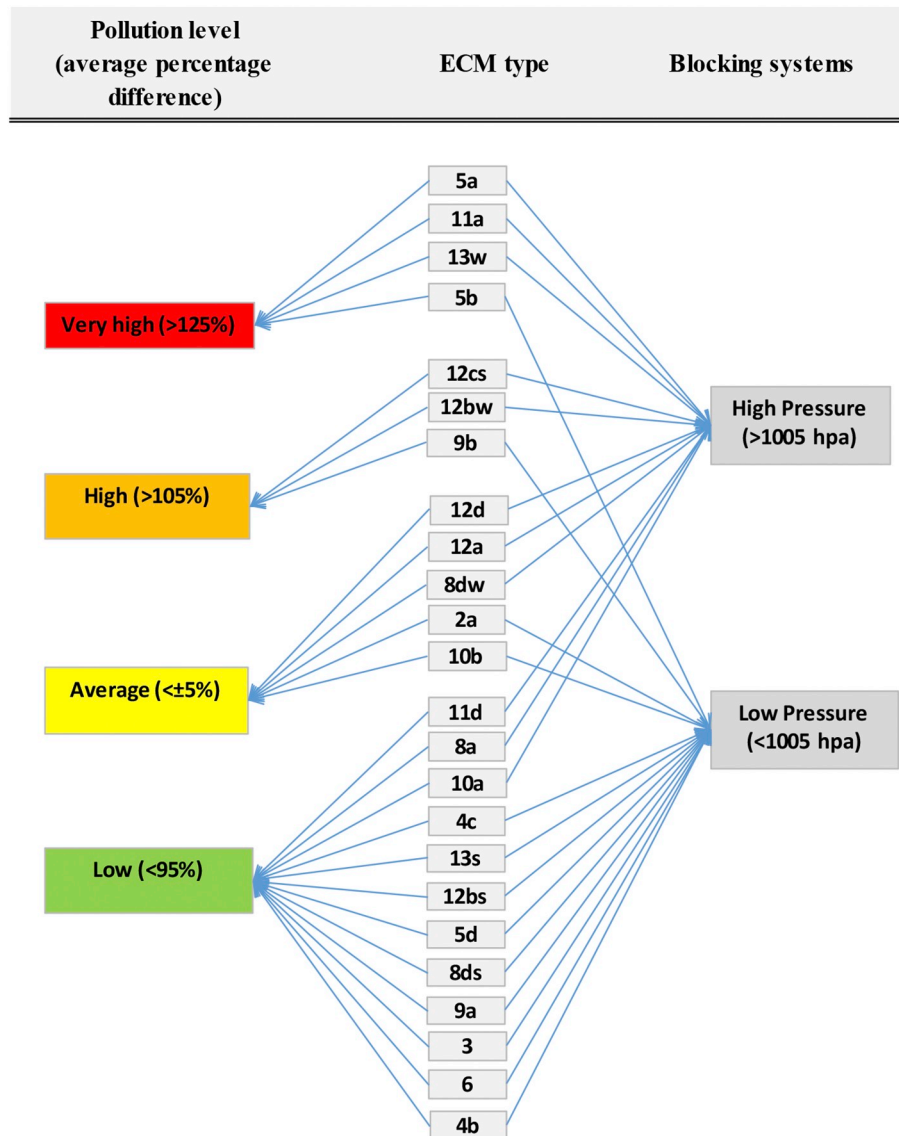 Pollution level
(average percentage
difference)
ECM type
Blocking systems
5a
11a
13w
5b
Very high (>125%)
12cs
12bw
9b
High Pressure
(>1005 hpa)
High (>105%)
12d
12a
8dw
2a
10b
Average (<±5%)
11d
8a
10a
4c
13s
12bs
5d
8ds
9a
3
6
4b
Low Pressure
(<1005 hpa)
Low (<95%)